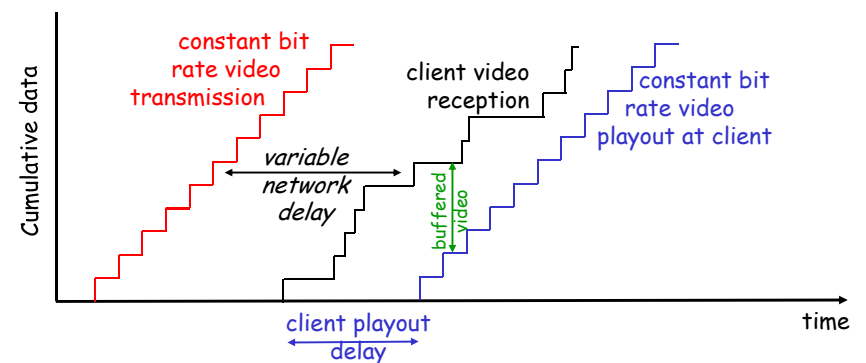 constant bit
rate video
transmission
client video
reception
constant bit
rate video
playout at client
Cumulative data
variable
network
delay
buffered
video
client playout
delay
time